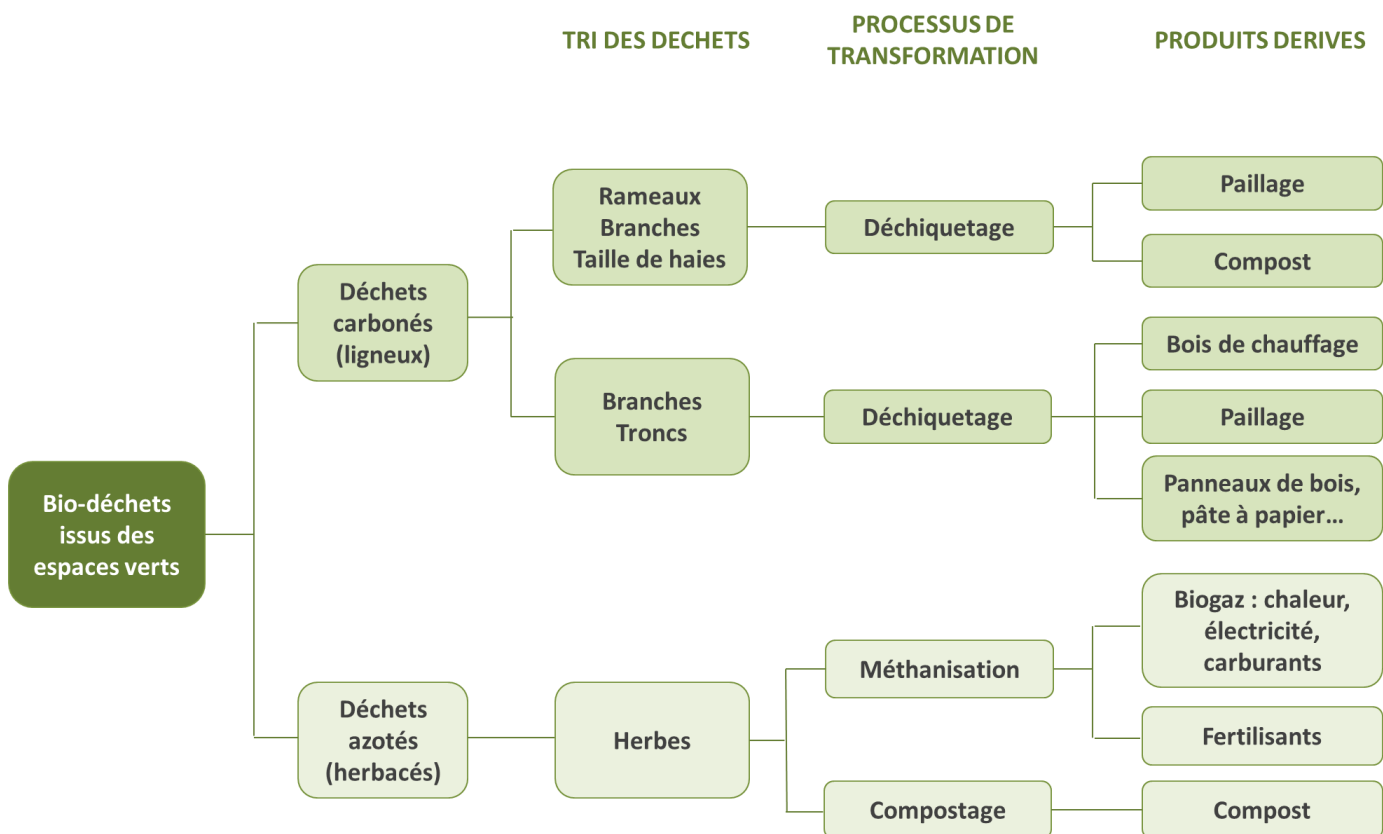 TRI DES DECHETS
PROCESSUS DE
TRANSFORMATION
PRODUITS DERIVES
Bio-déchets
issus des
espaces verts
Déchets
carbonés
(ligneux)
Rameaux
Branches
Taille de haies
Déchiquetage
Paillage
Compost
Branches
Troncs
Déchiquetage
Bois de chauffage
Paillage
Panneaux de bois,
pâte à papier...
Déchets
azotés
(herbacés)
Herbes
Méthanisation
Biogaz : chaleur,
électricité,
carburants
Fertilisants
Compostage
Compost